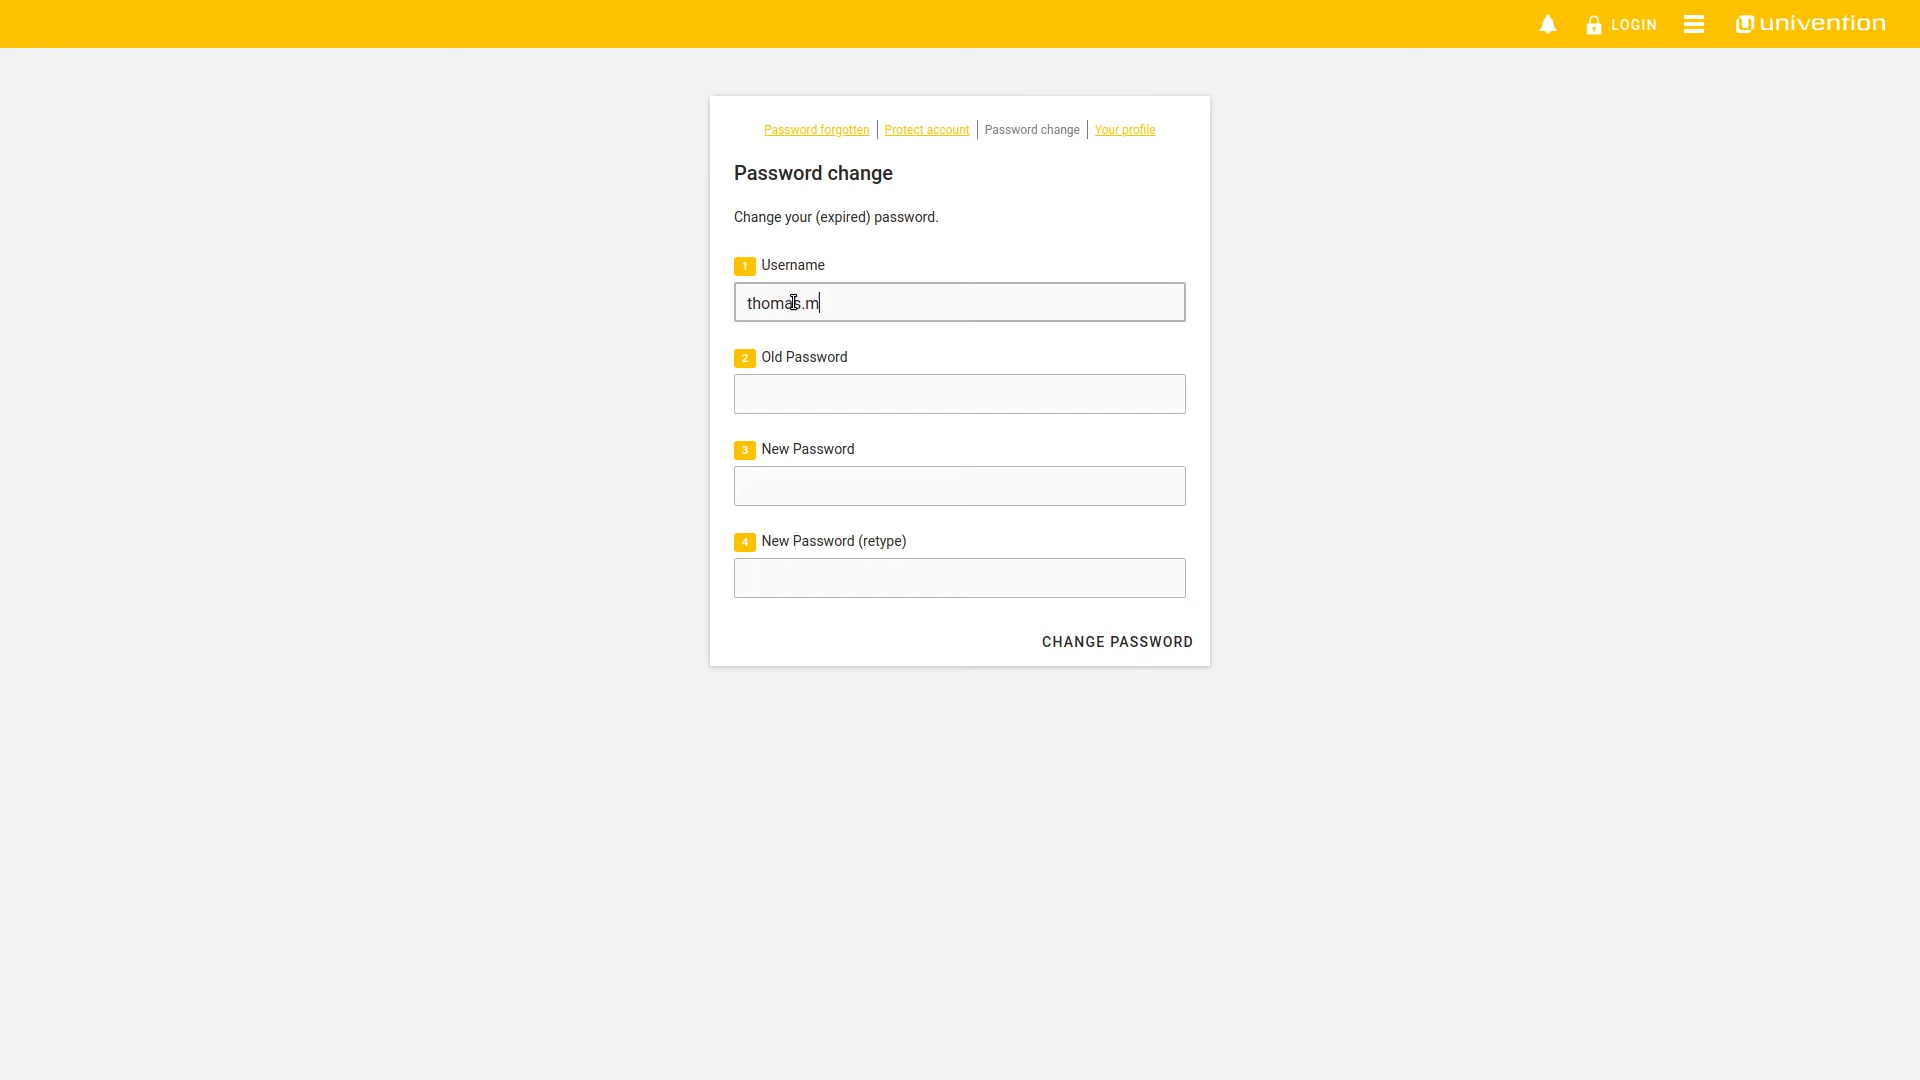 LOGIN
univention
Password forgotten
Protect account
Password change
Your profile
Password change
Change your (expired) password.
1 Username
thomas.m
2 Old Password
3 New Password
4 New Password (retype)
CHANGE PASSWORD